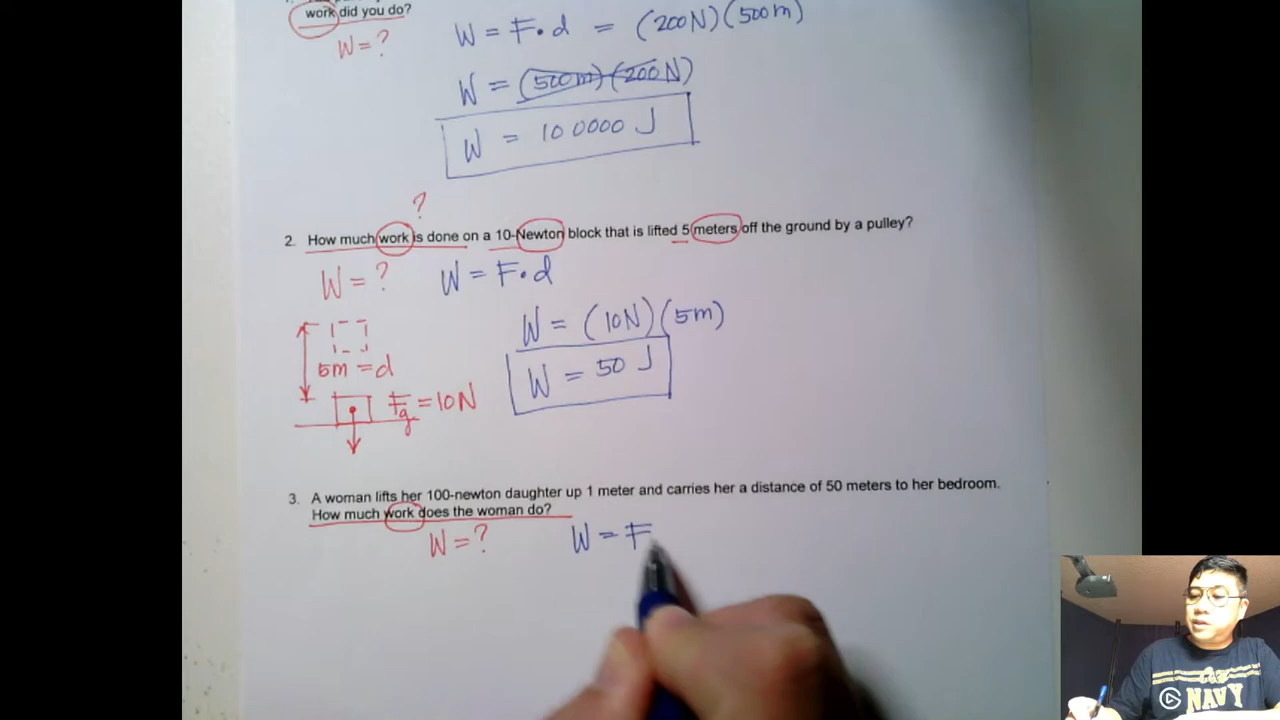 work did you do?
W = ?
W = F•d = (200N)(500m)
W = (500m)(200N)
W = 100000 J
?
2. How much work is done on a 10-Newton block that is lifted 5 meters off the ground by a pulley?
W = ?
W = F•d
W = (10N)(5m)
5m = d
W = 50 J
Fg = 10N
3. A woman lifts her 100-newton daughter up 1 meter and carries her a distance of 50 meters to her bedroom.
How much work does the woman do?
W = ?
W = F
NAVY